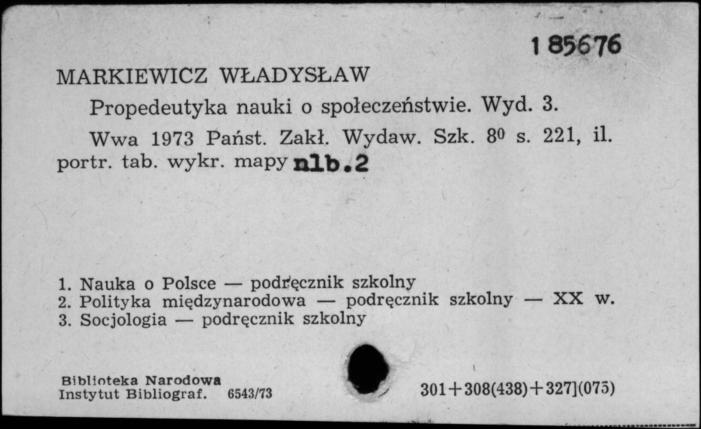 1 85676
MARKIEWICZ WŁADYSŁAW
Propedeutyka nauki o społeczeństwie. Wyd. 3.
Wwa 1973 Państ. Zakł. Wydaw. Szk. 8⁰ s. 221, il.
portr. tab. wykr. mapy nlb.2
1. Nauka o Polsce — podręcznik szkolny
2. Polityka międzynarodowa — podręcznik szkolny — XX w.
3. Socjologia — podręcznik szkolny
Biblioteka Narodowa
Instytut Bibliograf. 6543/73
301+308(438)+327](075)